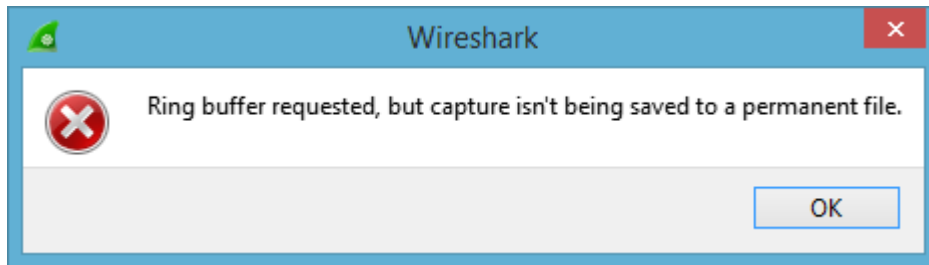 Wireshark
Ring buffer requested, but capture isn't being saved to a permanent file.
OK